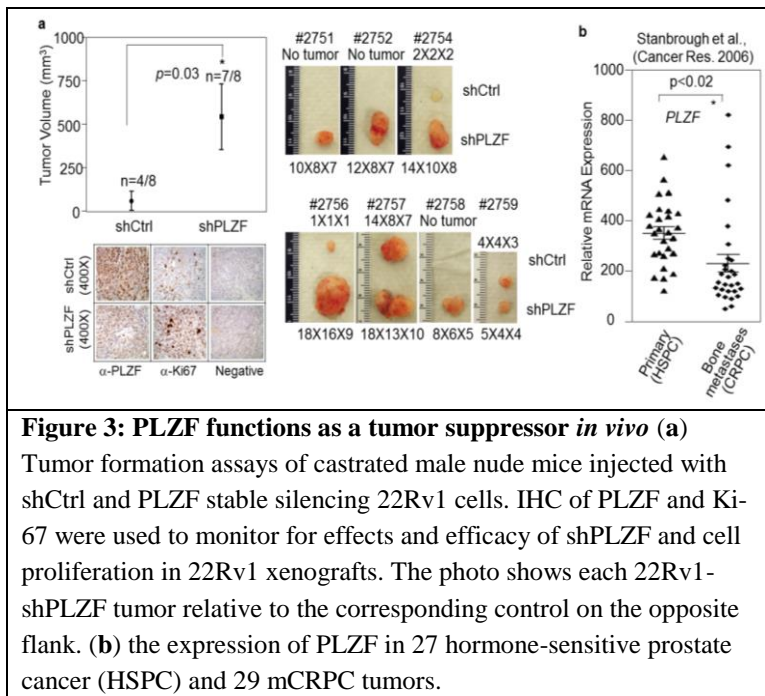 a
Tumor Volume (mm³)
1000
750
500
250
0
p=0.03
*
n=7/8
n=4/8
shCtrl
shPLZF
shCtrl (400X)
shPLZF (400X)
α-PLZF
α-Ki67
Negative
#2751 #2752 #2754
No tumor No tumor 2X2X2
shCtrl
shPLZF
10X8X7 12X8X7 14X10X8
#2756 #2757 #2758 #2759
1X1X1 14X8X7 No tumor
4X4X3
shCtrl
shPLZF
18X16X9 18X13X10 8X6X5 5X4X4
b
Stanbrough et al.,
(Cancer Res. 2006)
p<0.02
*
PLZF
Relative mRNA Expression
1000
800
600
400
200
0
Primary (HSPC)
Bone metastases (CRPC)
Figure 3: PLZF functions as a tumor suppressor in vivo (a)
Tumor formation assays of castrated male nude mice injected with
shCtrl and PLZF stable silencing 22Rv1 cells. IHC of PLZF and Ki-
67 were used to monitor for effects and efficacy of shPLZF and cell
proliferation in 22Rv1 xenografts. The photo shows each 22Rv1-
shPLZF tumor relative to the corresponding control on the opposite
flank. (b) the expression of PLZF in 27 hormone-sensitive prostate
cancer (HSPC) and 29 mCRPC tumors.